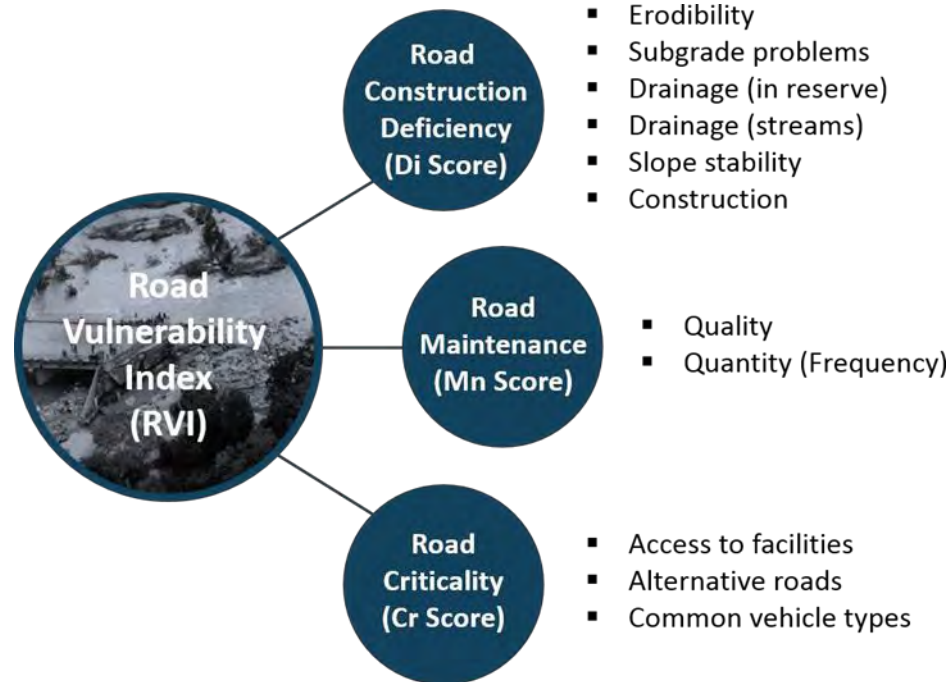 Road
Construction
Deficiency
(Di Score)
▪ Erodibility
▪ Subgrade problems
▪ Drainage (in reserve)
▪ Drainage (streams)
▪ Slope stability
▪ Construction
Road
Vulnerability
Index
(RVI)
Road
Maintenance
(Mn Score)
▪ Quality
▪ Quantity (Frequency)
Road
Criticality
(Cr Score)
▪ Access to facilities
▪ Alternative roads
▪ Common vehicle types